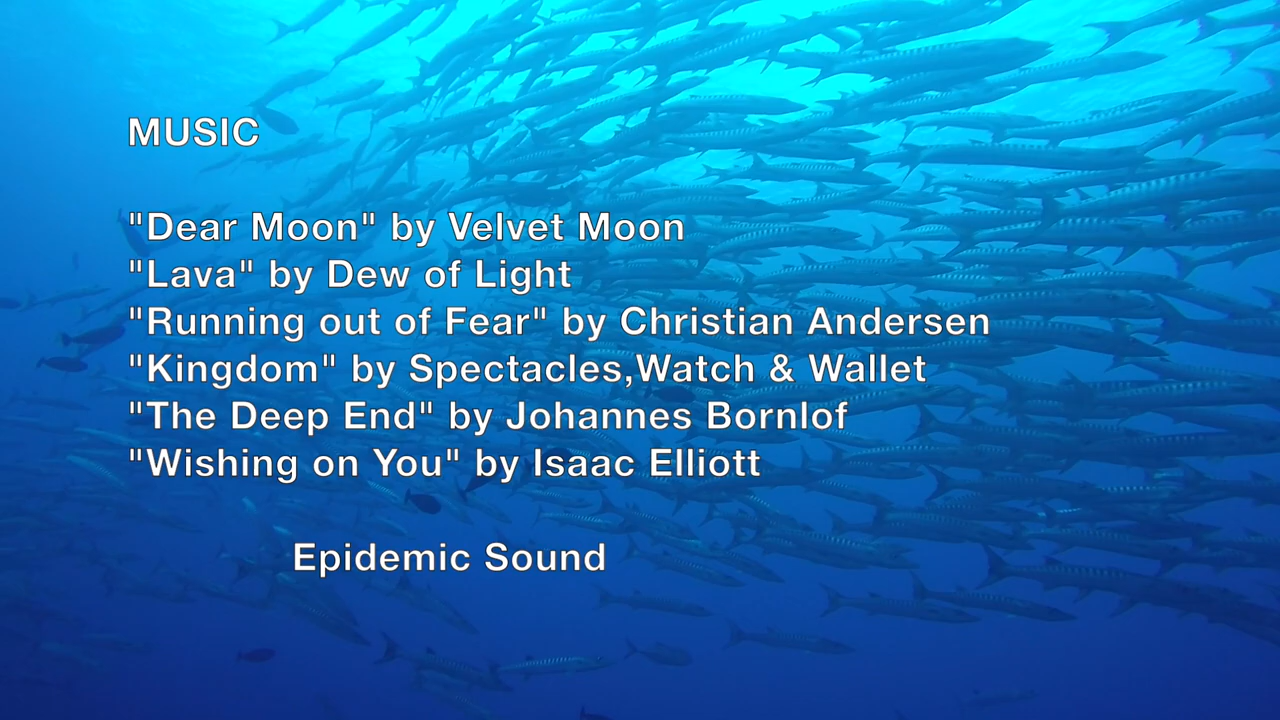 MUSIC
"Dear Moon" by Velvet Moon
"Lava" by Dew of Light
"Running out of Fear" by Christian Andersen
"Kingdom" by Spectacles,Watch & Wallet
"The Deep End" by Johannes Bornlof
"Wishing on You" by Isaac Elliott
Epidemic Sound